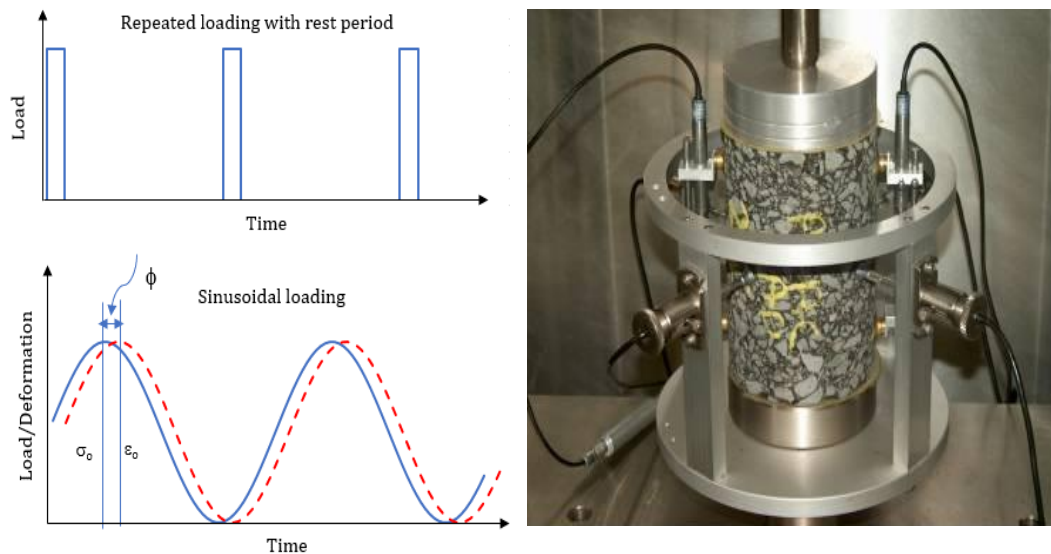 Repeated loading with rest period
Load
Time
ϕ
Sinusoidal loading
Load/Deformation
σ₀
ε₀
Time